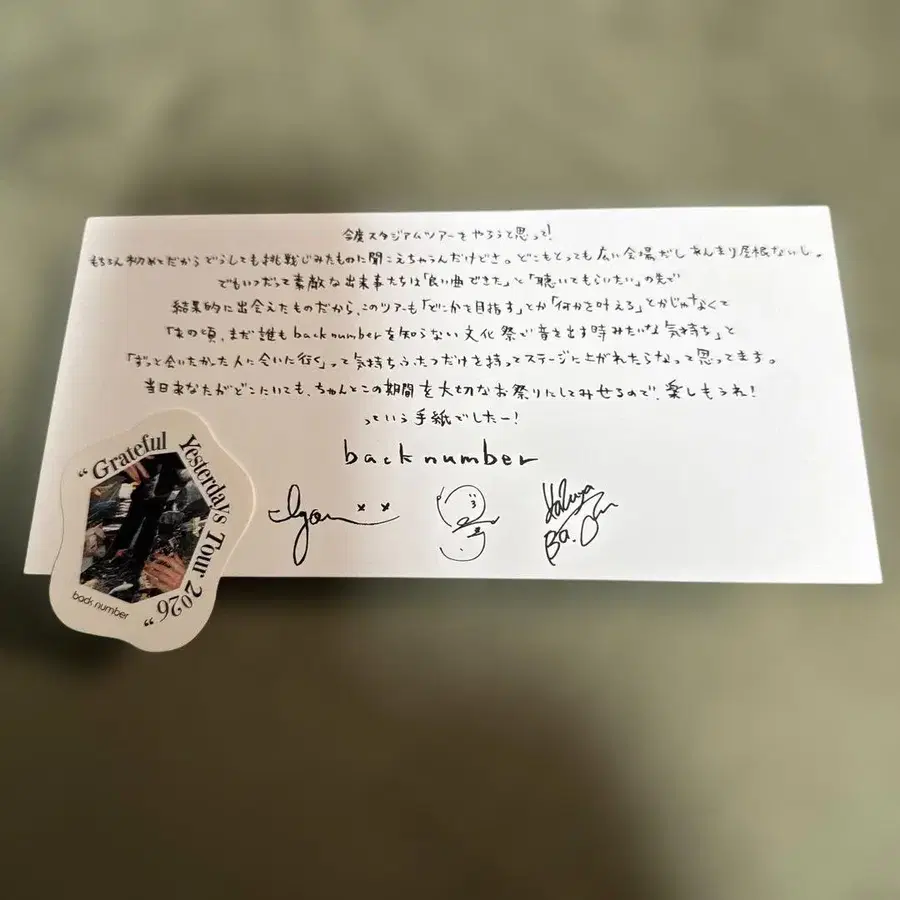 今度スタジアムツアーをやろうと思って!
もちろん初めてだからどうしても挑戦じみたものに聞こえちゃうんだけどさ。どこもとっても広い会場だしあんまり屋根ないし。
でもいつだって素敵な出来事たちは「良い曲できた」と「聴いてもらいたい」の先で
結果的に出会えたものだから、このツアーも「どこかを目指す」とか「何かを叶える」とかじゃなくて
「あの頃、まだ誰もback numberを知らない文化祭で音を出す時みたいな気持ち」と
「ずっと会いたかった人に会いに行く」って気持ちふたつだけを持ってステージに上がれたらなって思ってます。
当日あなたがどこにいても、ちゃんとこの期間を大切なお祭りにしてみせるので、楽しもうね!
っていう手紙でしたー!
back number
“Grateful Yesterdays Tour 2026”
back number